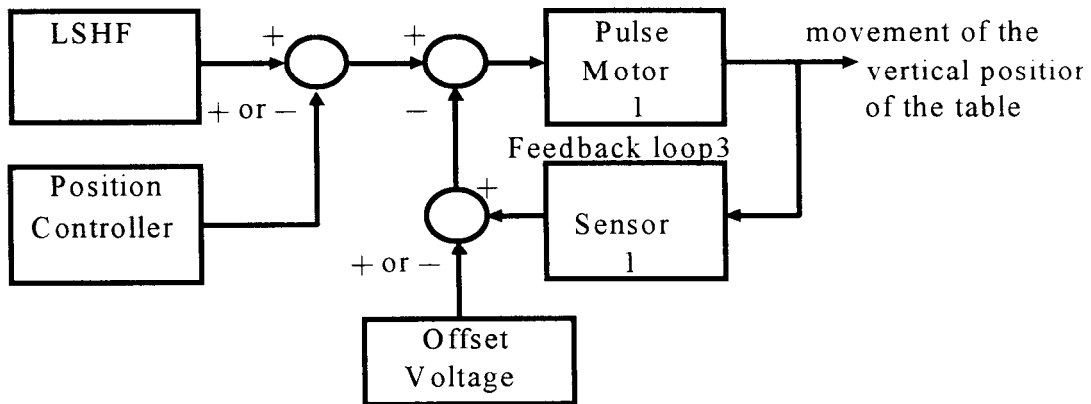 LSHF
+
+
Pulse
Motor
1
movement of the
vertical position
of the table
+ or −
−
Feedback loop3
Position
Controller
+
Sensor
1
+ or −
Offset
Voltage